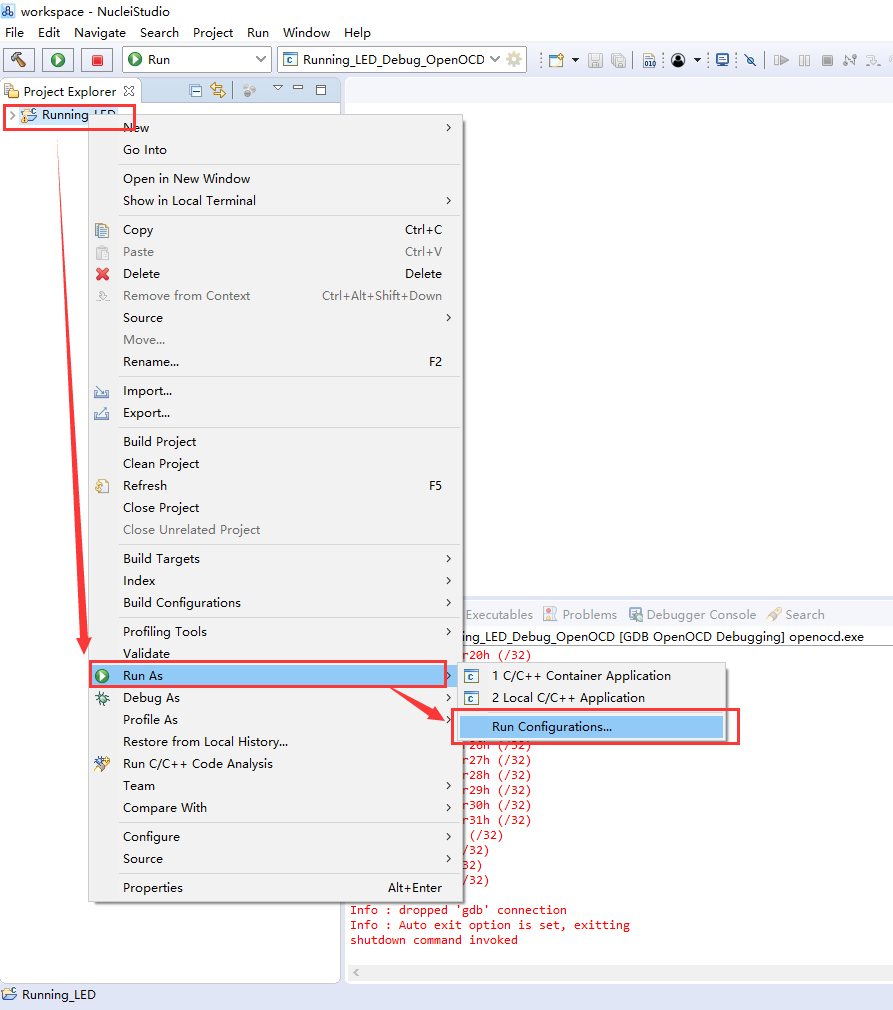 workspace - NucleiStudio
File Edit Navigate Search Project Run Window Help
Run Running_LED_Debug_OpenOCD
Project Explorer
Running_LED
New
Go Into
Open in New Window
Show in Local Terminal
Copy Ctrl+C
Paste Ctrl+V
Delete Delete
Remove from Context Ctrl+Alt+Shift+Down
Source
Move...
Rename... F2
Import...
Export...
Build Project
Clean Project
Refresh F5
Close Project
Close Unrelated Project
Build Targets
Index
Build Configurations
Profiling Tools
Validate
Run As
Debug As
Profile As
Restore from Local History...
Run C/C++ Code Analysis
Team
Compare With
Configure
Source
Properties Alt+Enter
1 C/C++ Container Application
2 Local C/C++ Application
Run Configurations...
Executables Problems Debugger Console Search
ing_LED_Debug_OpenOCD [GDB OpenOCD Debugging] openocd.exe
r20h (/32)
r26h (/32)
r27h (/32)
r28h (/32)
r29h (/32)
r30h (/32)
r31h (/32)
(/32)
/32)
32)
/32)
Info : dropped 'gdb' connection
Info : Auto exit option is set, exitting
shutdown command invoked
Running_LED